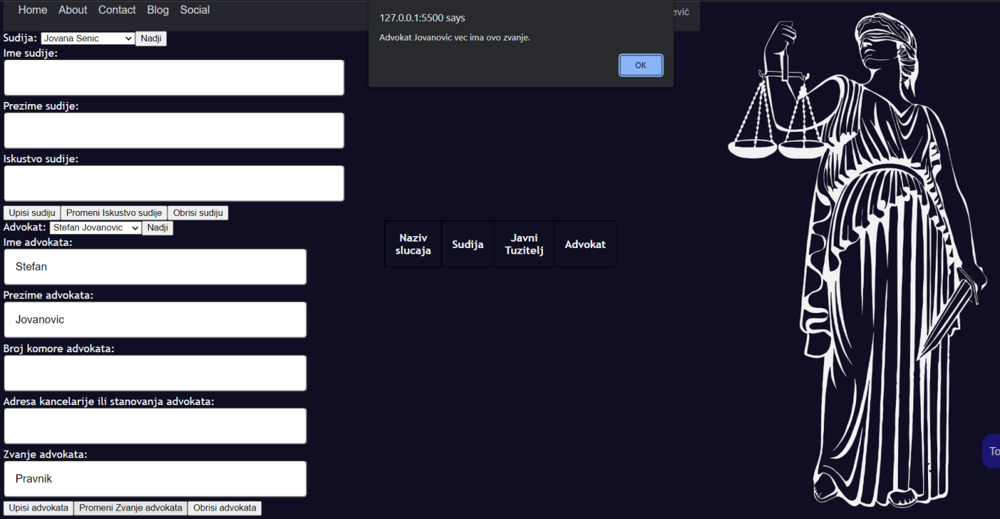 Home About Contact Blog Social
127.0.0.1:5500 says
Advokat Jovanovic vec ima ovo zvanje.
OK
Sudija: Jovana Senic Nadji
Ime sudije:
Prezime sudije:
Iskustvo sudije:
Upisi sudiju Promeni Iskustvo sudije Obrisi sudiju
Advokat: Stefan Jovanovic Nadji
Ime advokata:
Stefan
Prezime advokata:
Jovanovic
Broj komore advokata:
Adresa kancelarije ili stanovanja advokata:
Zvanje advokata:
Pravnik
Upisi advokata Promeni Zvanje advokata Obrisi advokata
Naziv slucaja Sudija Javni Tuzitelj Advokat